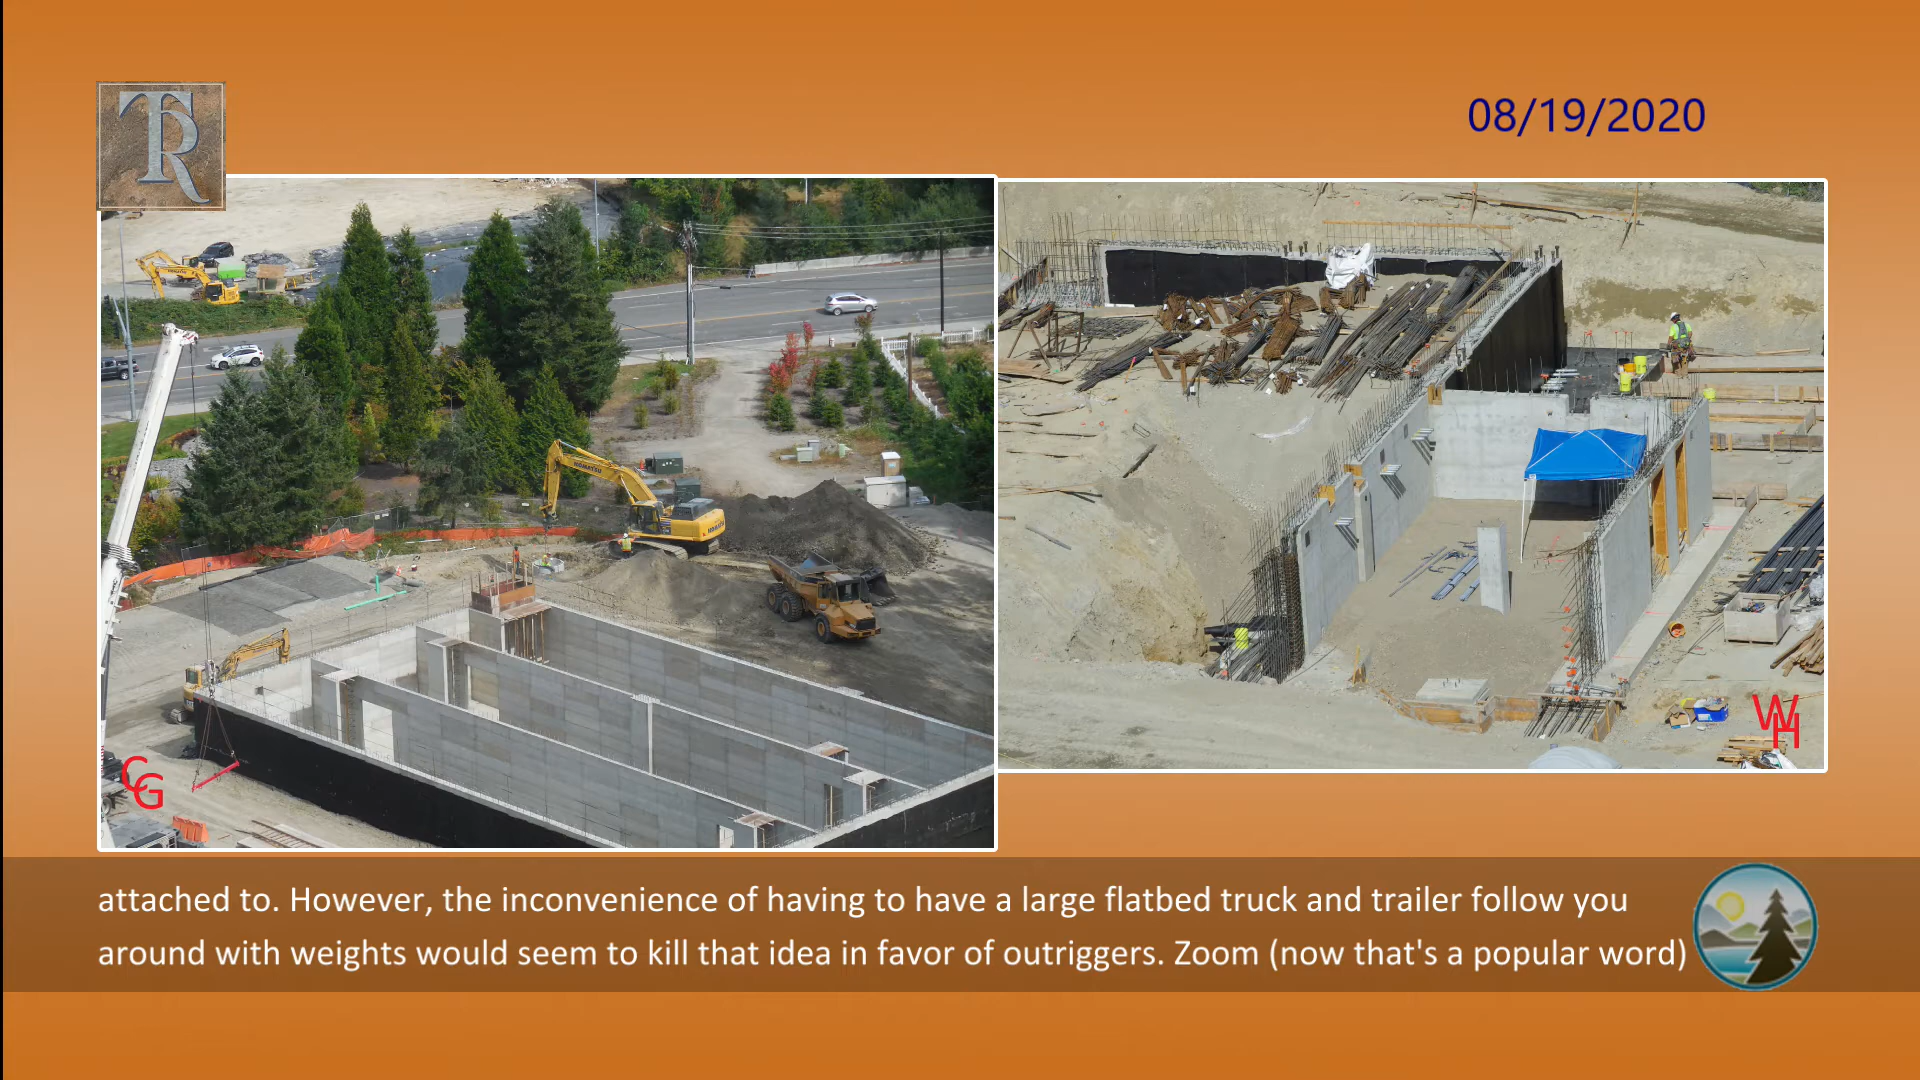 TR
08/19/2020
KOMATSU
KOMATSU
CG
WH
attached to. However, the inconvenience of having to have a large flatbed truck and trailer follow you
around with weights would seem to kill that idea in favor of outriggers. Zoom (now that's a popular word)